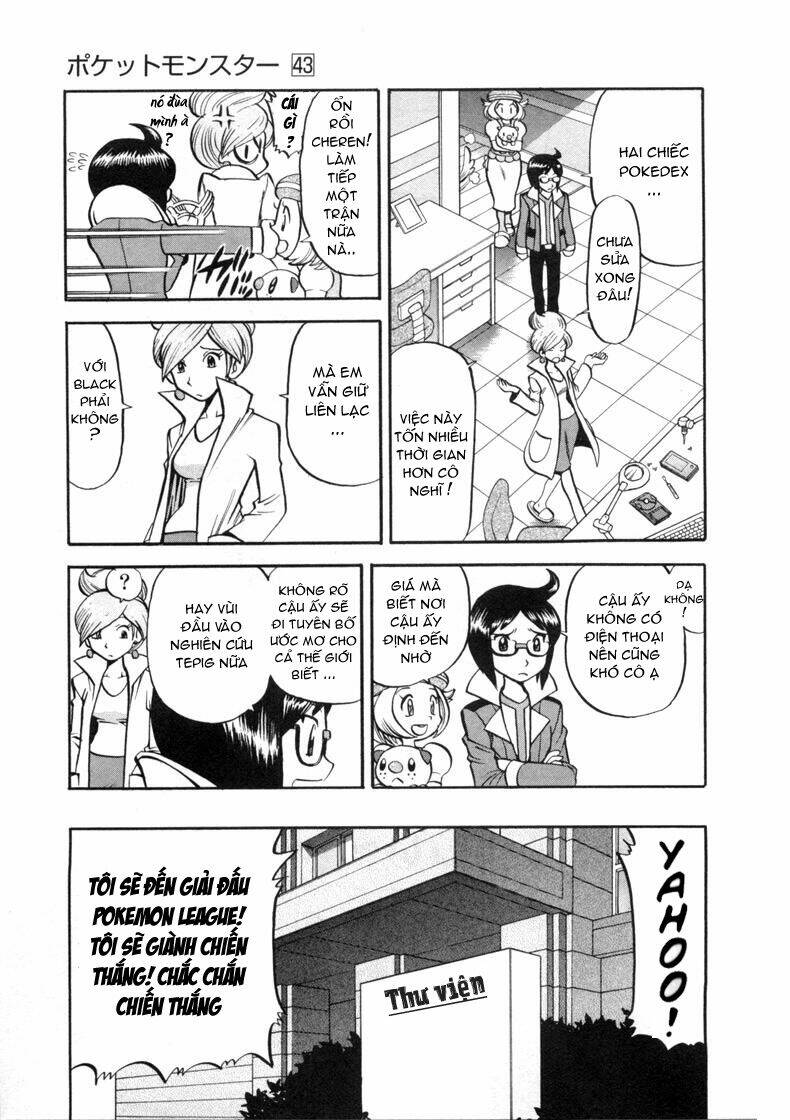 ポケットモンスター 43
HAI CHIẾC
POKEDEX
...
CHƯA
SỬA
XONG
ĐÂU!
VIỆC NÀY
TỐN NHIỀU
THỜI GIAN
HƠN CÔ
NGHĨ!
ỔN
RỒI
CHEREN!
LÀM
TIẾP
MỘT
TRẬN
NỮA
NÀ..
CÁI
GÌ
?
nó đùa
mình à
?
MÀ EM
VẪN GIỮ
LIÊN LẠC
...
VỚI
BLACK
PHẢI
KHÔNG
?
DẠ
KHÔNG
!
CẬU ẤY
KHÔNG CÓ
ĐIỆN THOẠI
NÊN CŨNG
KHÓ CÔ Ạ
GIÁ MÀ
BIẾT NƠI
CẬU ẤY
ĐỊNH ĐẾN
NHỜ
KHÔNG RÕ
CẬU ẤY SẼ
ĐI TUYÊN BỐ
ƯỚC MƠ CHO
CẢ THẾ GIỚI
BIẾT ...
HAY VÙI
ĐẦU VÀO
NGHIÊN CỨU
TEPIG NỮA
?
YAHOO!
TÔI SẼ ĐẾN GIẢI ĐẤU
POKEMON LEAGUE!
TÔI SẼ GIÀNH CHIẾN
THẮNG! CHẮC CHẮN
CHIẾN THẮNG
Thư viện